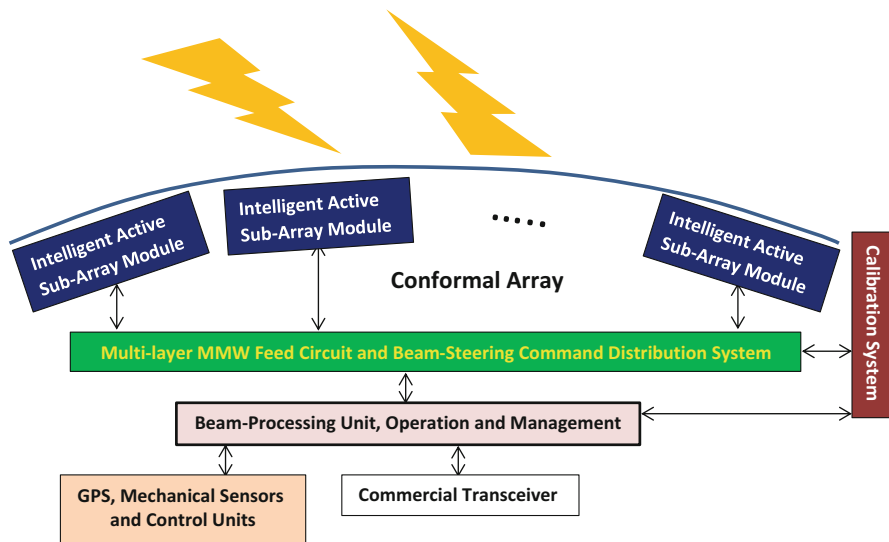 Intelligent Active
Sub-Array Module
Intelligent Active
Sub-Array Module
.....
Intelligent Active
Sub-Array Module
Conformal Array
Calibration System
Multi-layer MMW Feed Circuit and Beam-Steering Command Distribution System
Beam-Processing Unit, Operation and Management
GPS, Mechanical Sensors
and Control Units
Commercial Transceiver